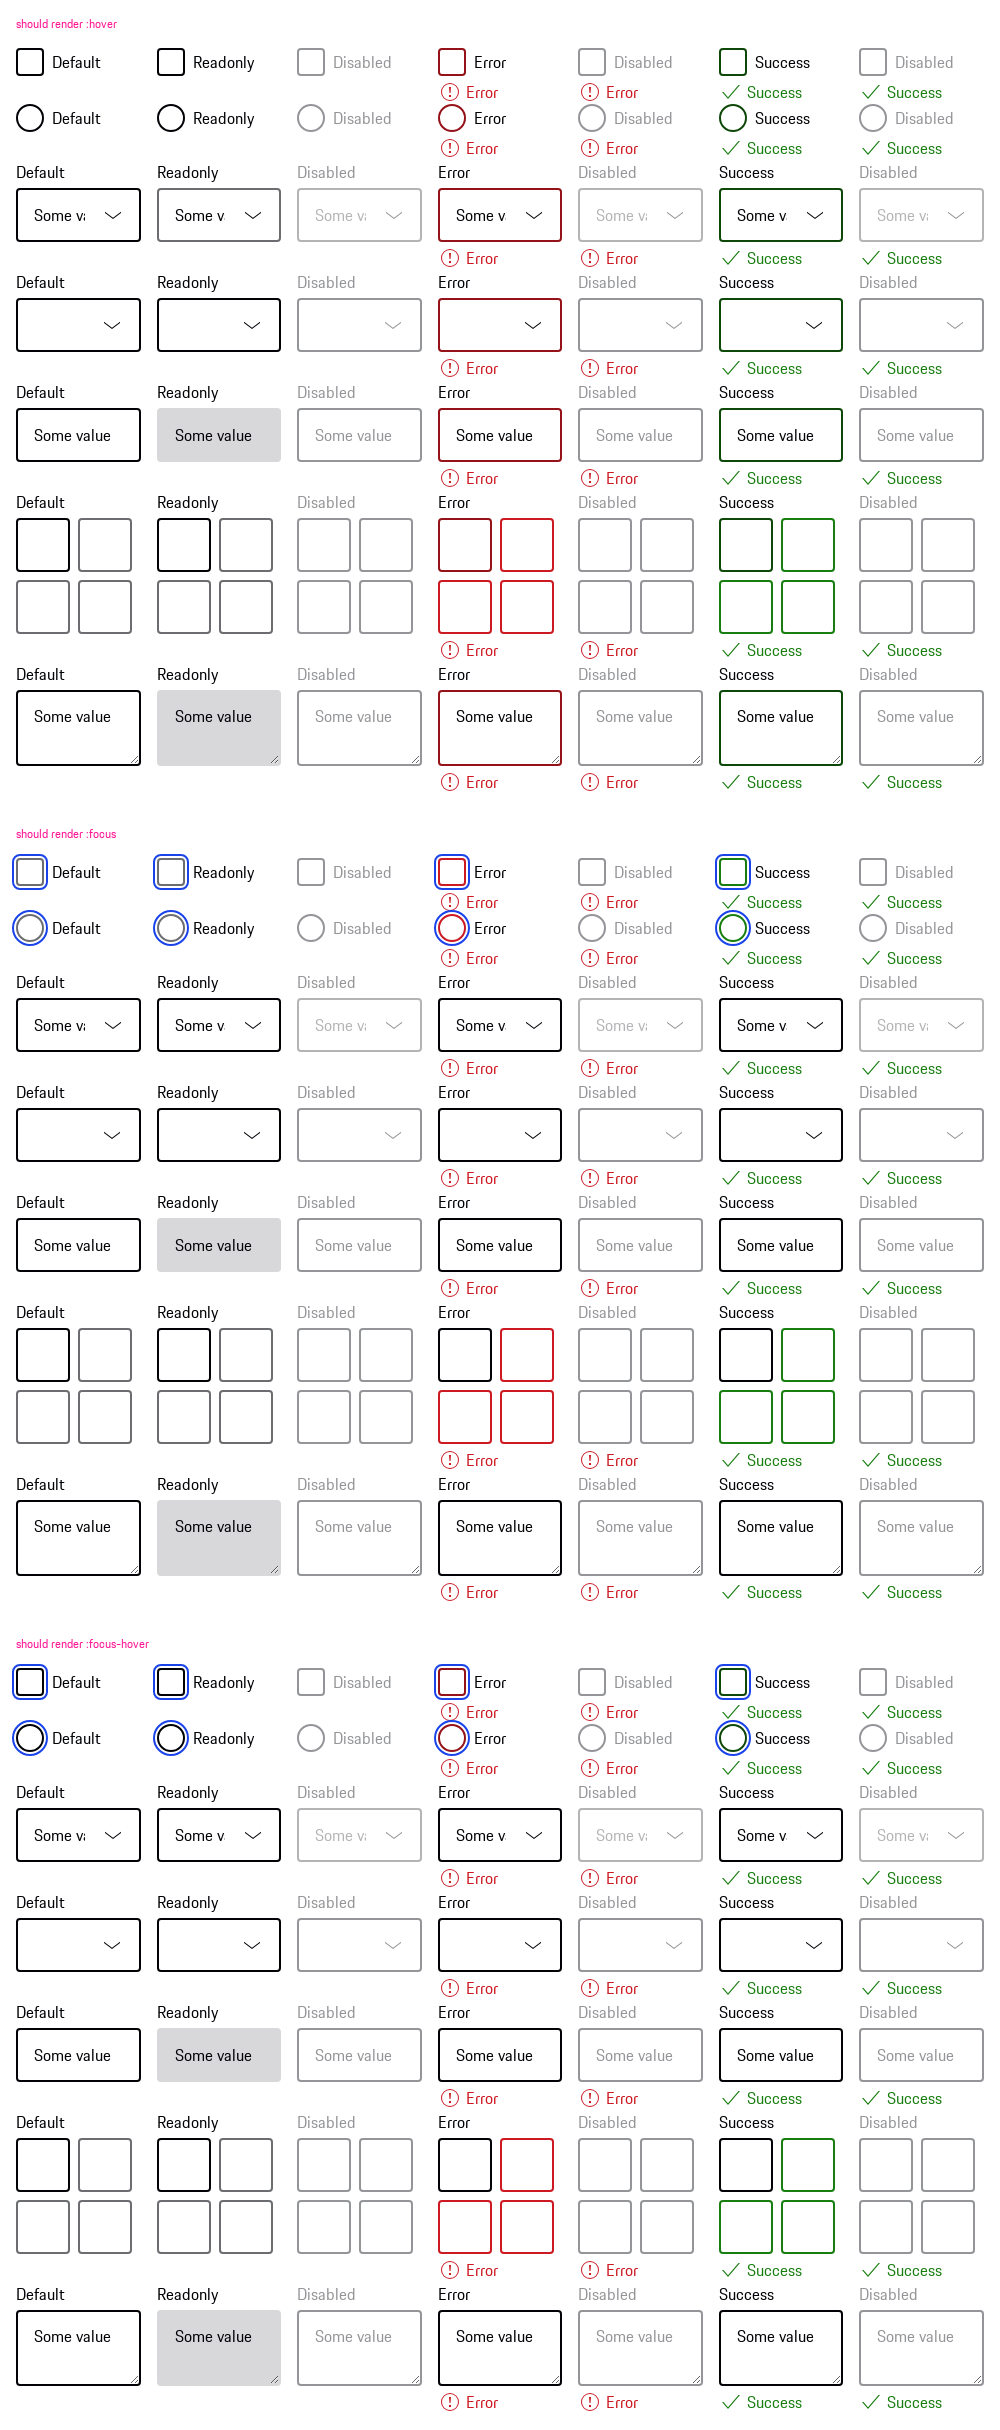 should render :hover
Default Readonly Disabled Error Disabled Success Disabled
Error Error Success Success
Default Readonly Disabled Error Disabled Success Disabled
Error Error Success Success
Default Readonly Disabled Error Disabled Success Disabled
Some Some Some Some Some Some Some
Error Error Success Success
Default Readonly Disabled Error Disabled Success Disabled
Error Error Success Success
Default Readonly Disabled Error Disabled Success Disabled
Some value Some value Some value Some value Some value Some value Some value
Error Error Success Success
Default Readonly Disabled Error Disabled Success Disabled
Error Error Success Success
Default Readonly Disabled Error Disabled Success Disabled
Some value Some value Some value Some value Some value Some value Some value
Error Error Success Success
should render :focus
Default Readonly Disabled Error Disabled Success Disabled
Error Error Success Success
Default Readonly Disabled Error Disabled Success Disabled
Error Error Success Success
Default Readonly Disabled Error Disabled Success Disabled
Some Some Some Some Some Some Some
Error Error Success Success
Default Readonly Disabled Error Disabled Success Disabled
Error Error Success Success
Default Readonly Disabled Error Disabled Success Disabled
Some value Some value Some value Some value Some value Some value Some value
Error Error Success Success
Default Readonly Disabled Error Disabled Success Disabled
Error Error Success Success
Default Readonly Disabled Error Disabled Success Disabled
Some value Some value Some value Some value Some value Some value Some value
Error Error Success Success
should render :focus-hover
Default Readonly Disabled Error Disabled Success Disabled
Error Error Success Success
Default Readonly Disabled Error Disabled Success Disabled
Error Error Success Success
Default Readonly Disabled Error Disabled Success Disabled
Some Some Some Some Some Some Some
Error Error Success Success
Default Readonly Disabled Error Disabled Success Disabled
Error Error Success Success
Default Readonly Disabled Error Disabled Success Disabled
Some value Some value Some value Some value Some value Some value Some value
Error Error Success Success
Default Readonly Disabled Error Disabled Success Disabled
Error Error Success Success
Default Readonly Disabled Error Disabled Success Disabled
Some value Some value Some value Some value Some value Some value Some value
Error Error Success Success